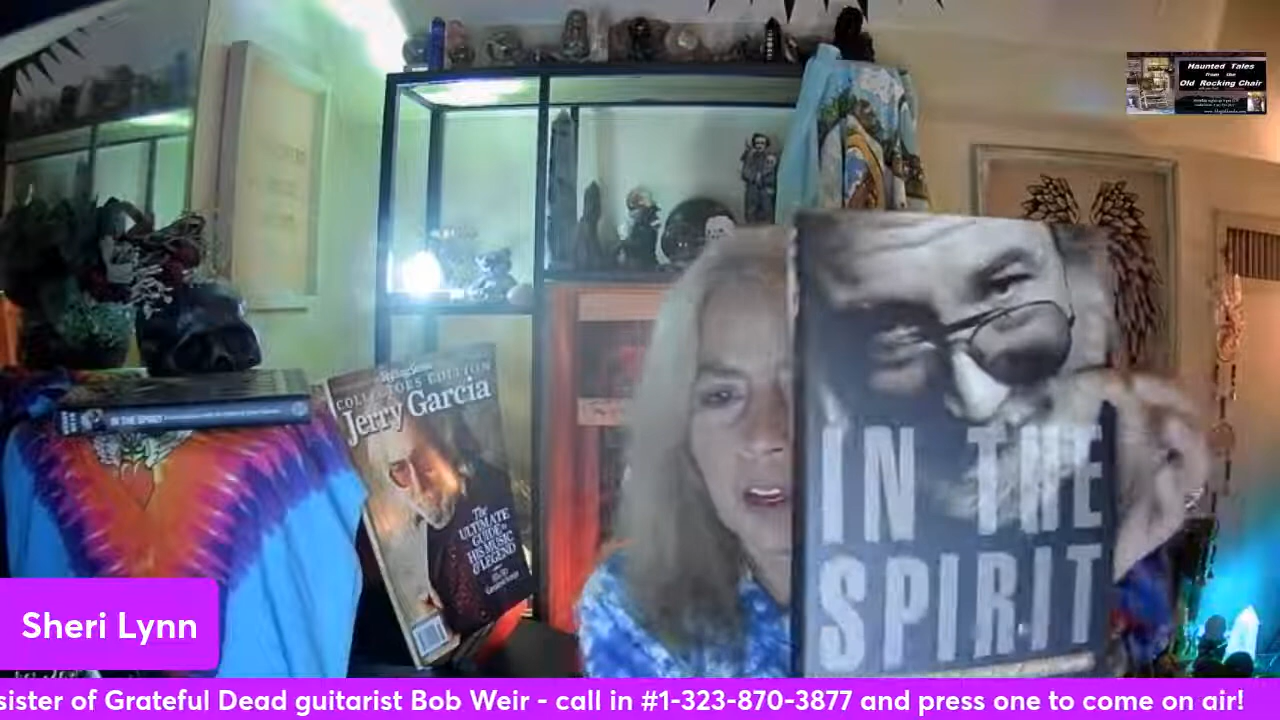 Haunted Tales
from the
Old Rocking Chair
IN THE SPIRIT
Rolling Stone
COLLECTORS EDITION
Jerry Garcia
The
ULTIMATE
GUIDE to
HIS MUSIC
& LEGEND
IN THE
SPIRIT
Sheri Lynn
sister of Grateful Dead guitarist Bob Weir - call in #1-323-870-3877 and press one to come on air!